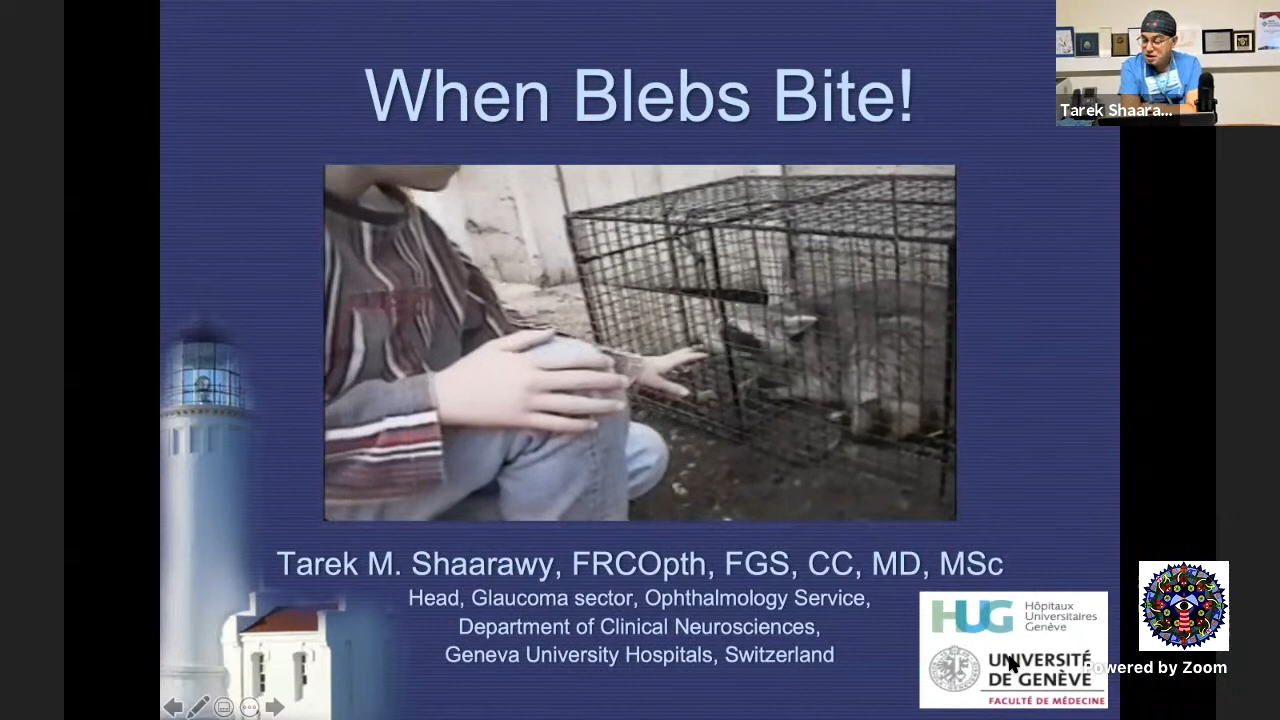 When Blebs Bite!
Tarek Shaara...
Tarek M. Shaarawy, FRCOpth, FGS, CC, MD, MSc
Head, Glaucoma sector, Ophthalmology Service,
Department of Clinical Neurosciences,
Geneva University Hospitals, Switzerland
HUG
Hôpitaux
Universitaires
Genève
UNIVERSITÉ
DE GENÈVE
FACULTÉ DE MÉDECINE
Powered by Zoom